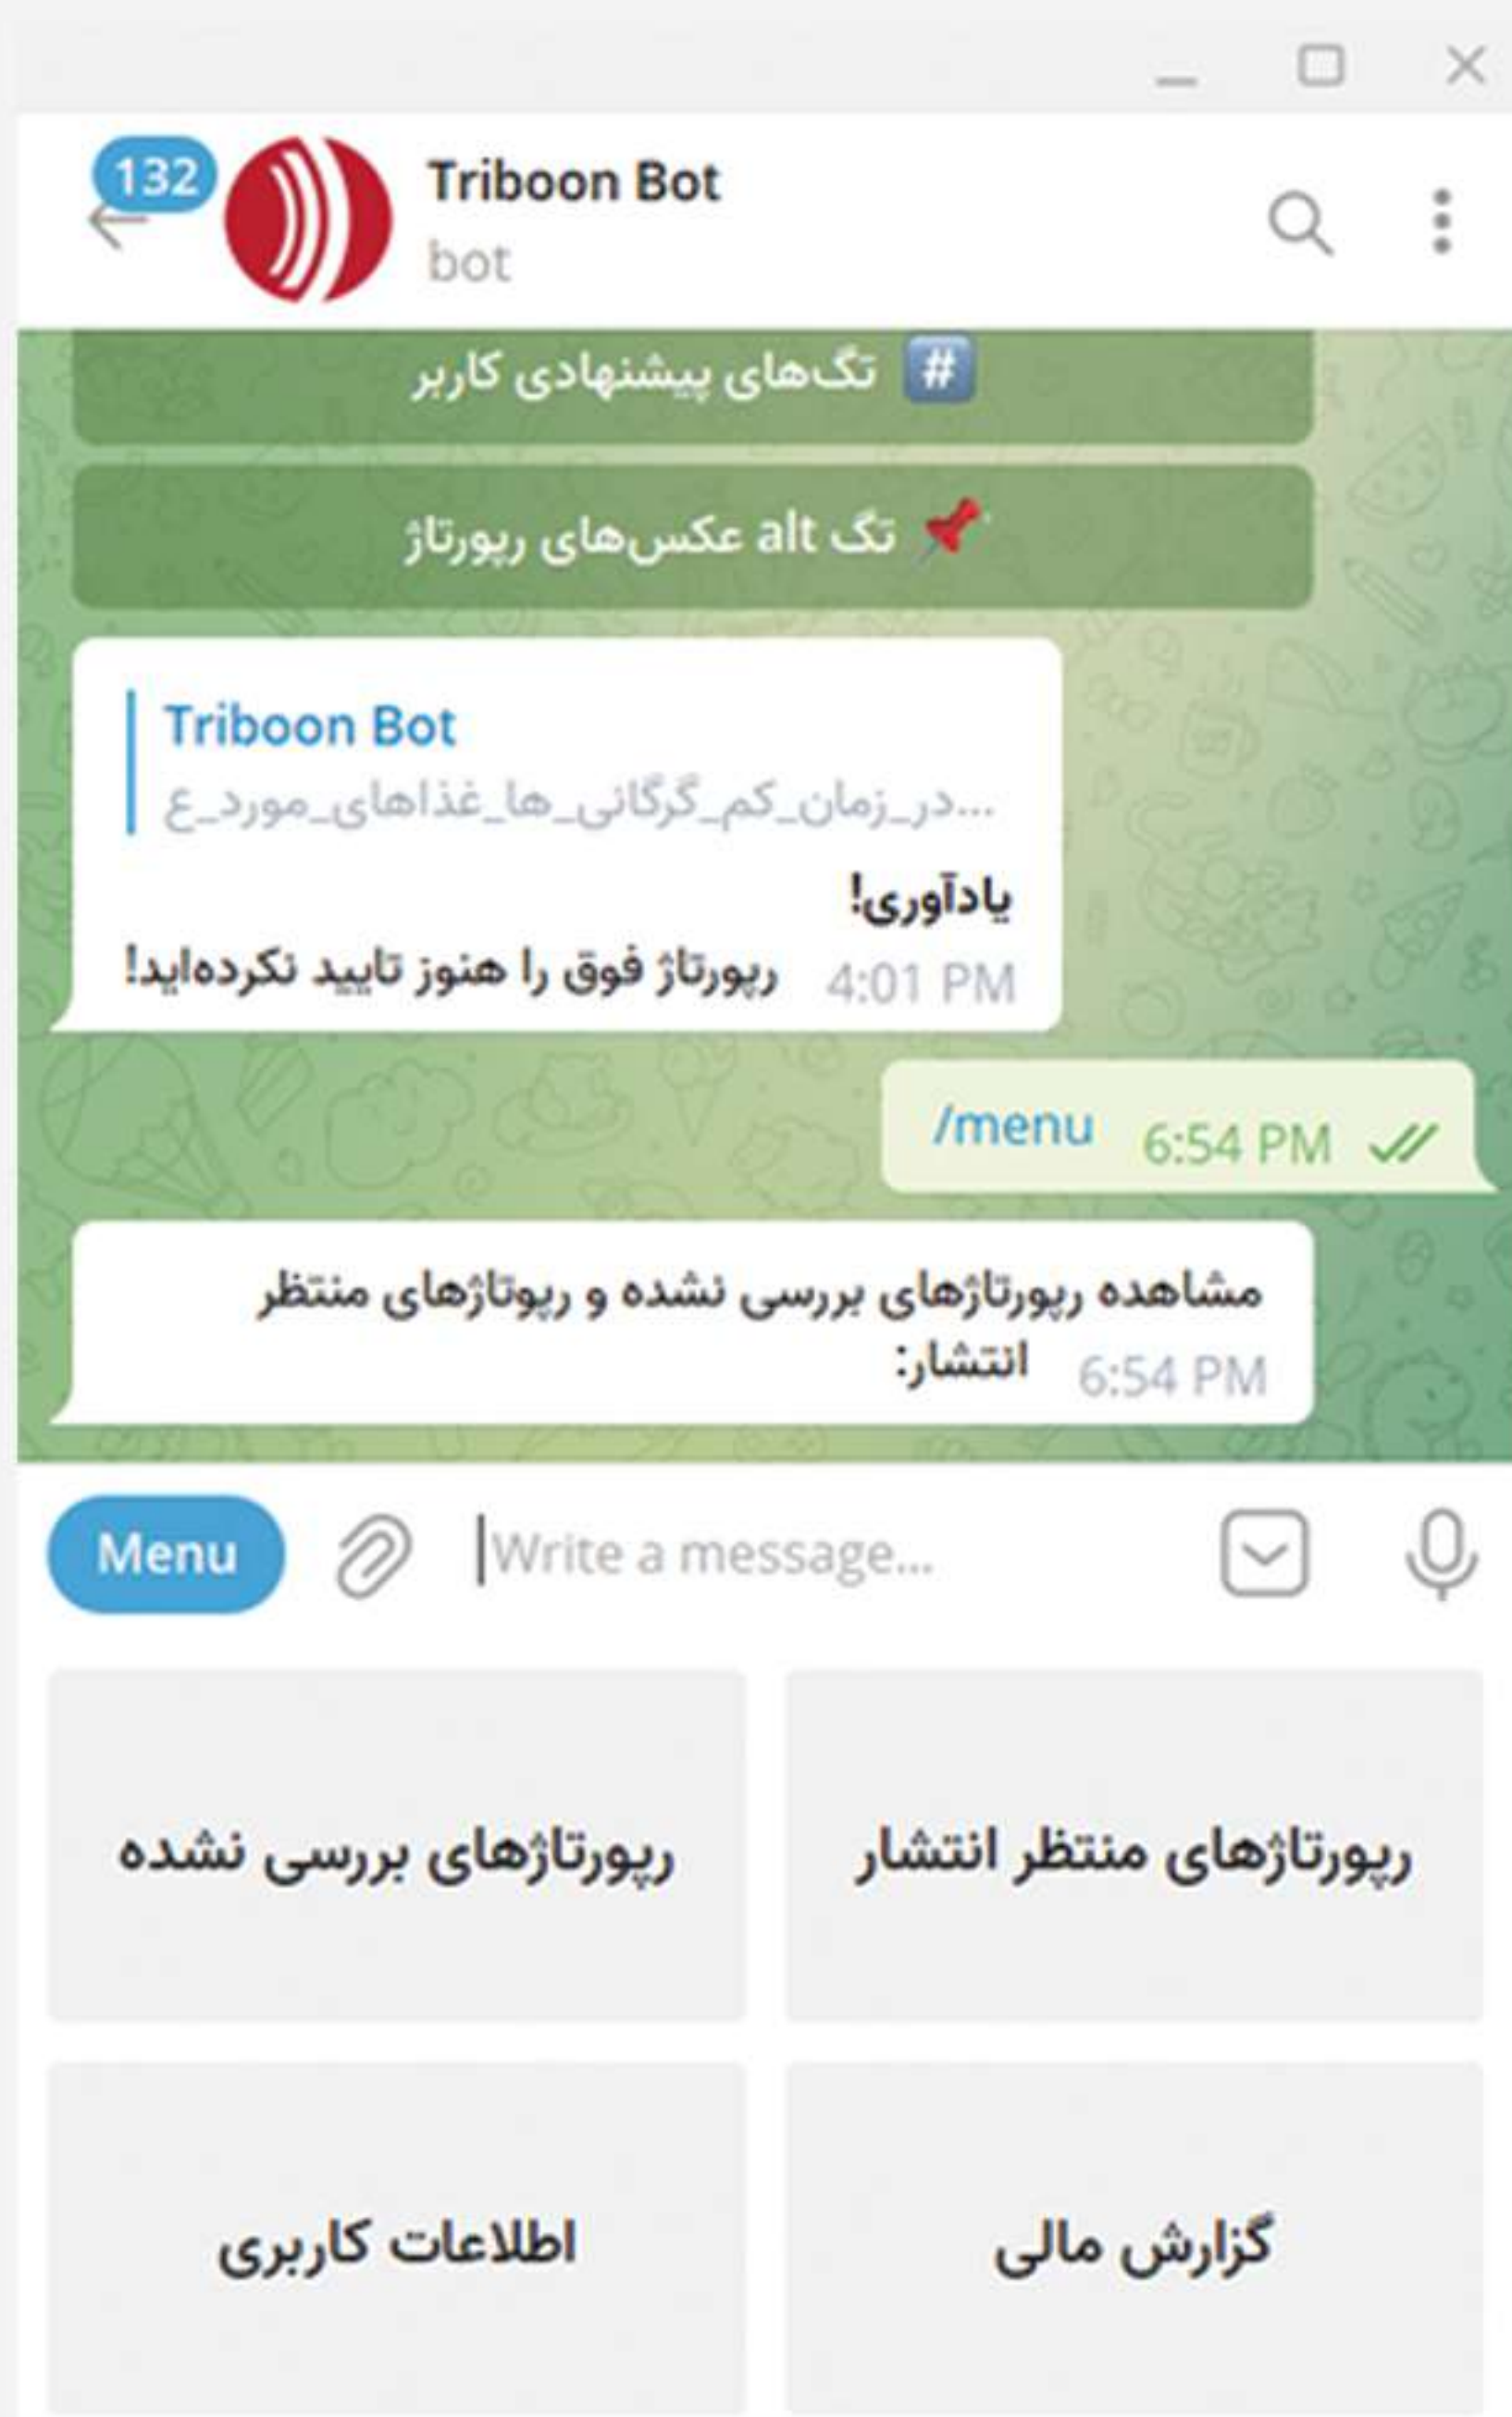 132
Triboon Bot
bot
#️⃣ تگ‌های پیشنهادی کاربر
📌 تگ alt عکس‌های رپورتاژ
Triboon Bot
در_زمان_کم_گرگانی_ها_غذاهای_مورد_ع...
یادآوری!
رپورتاژ فوق را هنوز تایید نکرده‌اید! 4:01 PM
/menu 6:54 PM
مشاهده رپورتاژهای بررسی نشده و رپوتاژهای منتظر
انتشار: 6:54 PM
Menu Write a message...
رپورتاژهای منتظر انتشار
رپورتاژهای بررسی نشده
گزارش مالی
اطلاعات کاربری